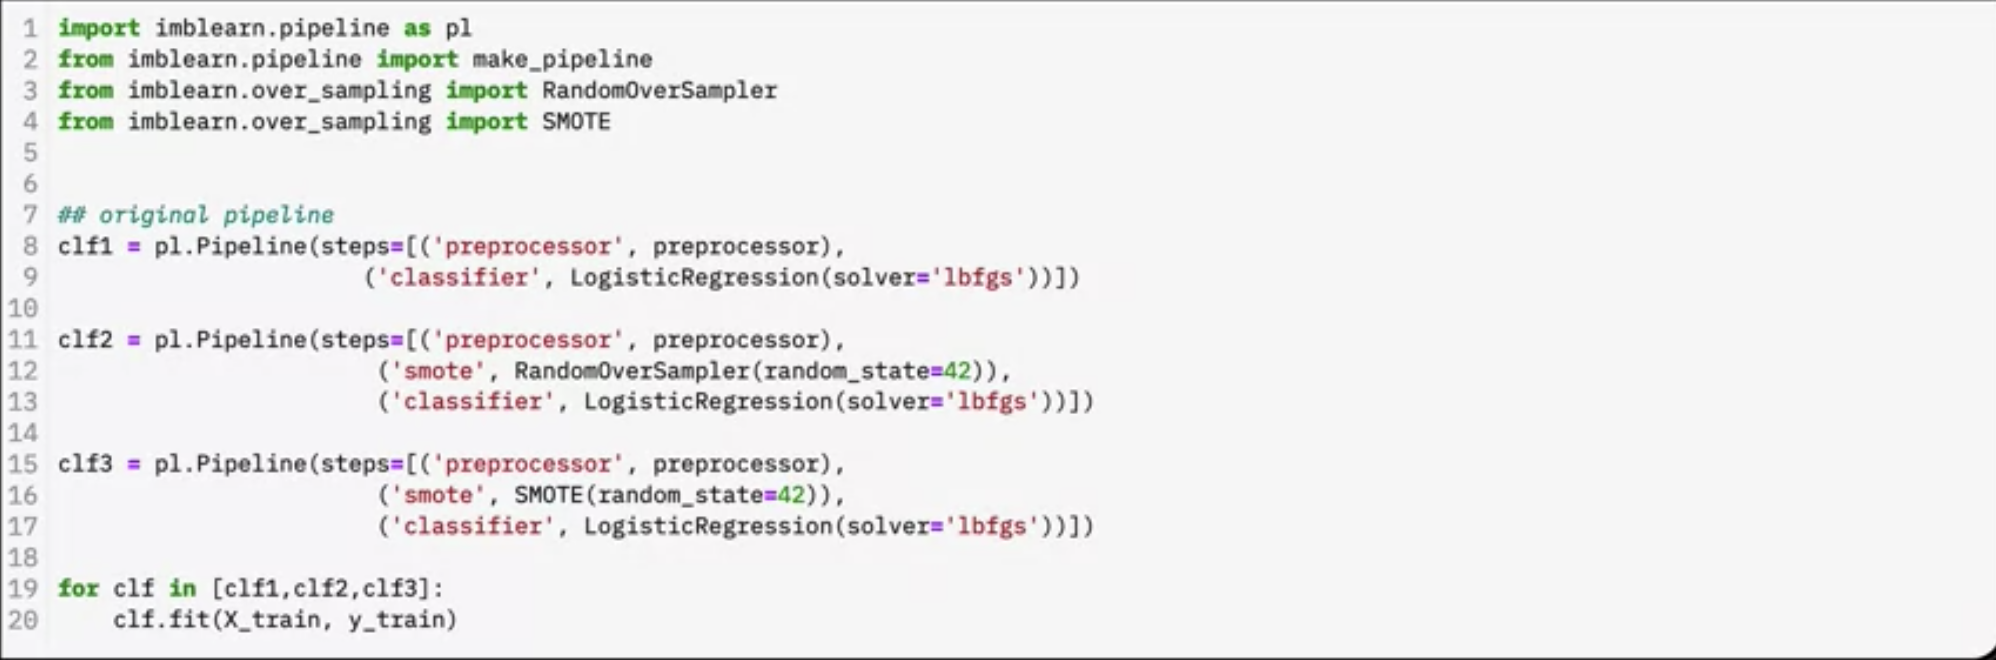 1 import imblearn.pipeline as pl
2 from imblearn.pipeline import make_pipeline
3 from imblearn.over_sampling import RandomOverSampler
4 from imblearn.over_sampling import SMOTE
5
6
7 ## original pipeline
8 clf1 = pl.Pipeline(steps=[('preprocessor', preprocessor),
9                       ('classifier', LogisticRegression(solver='lbfgs'))])
10
11 clf2 = pl.Pipeline(steps=[('preprocessor', preprocessor),
12                        ('smote', RandomOverSampler(random_state=42)),
13                        ('classifier', LogisticRegression(solver='lbfgs'))])
14
15 clf3 = pl.Pipeline(steps=[('preprocessor', preprocessor),
16                        ('smote', SMOTE(random_state=42)),
17                        ('classifier', LogisticRegression(solver='lbfgs'))])
18
19 for clf in [clf1,clf2,clf3]:
20     clf.fit(X_train, y_train)